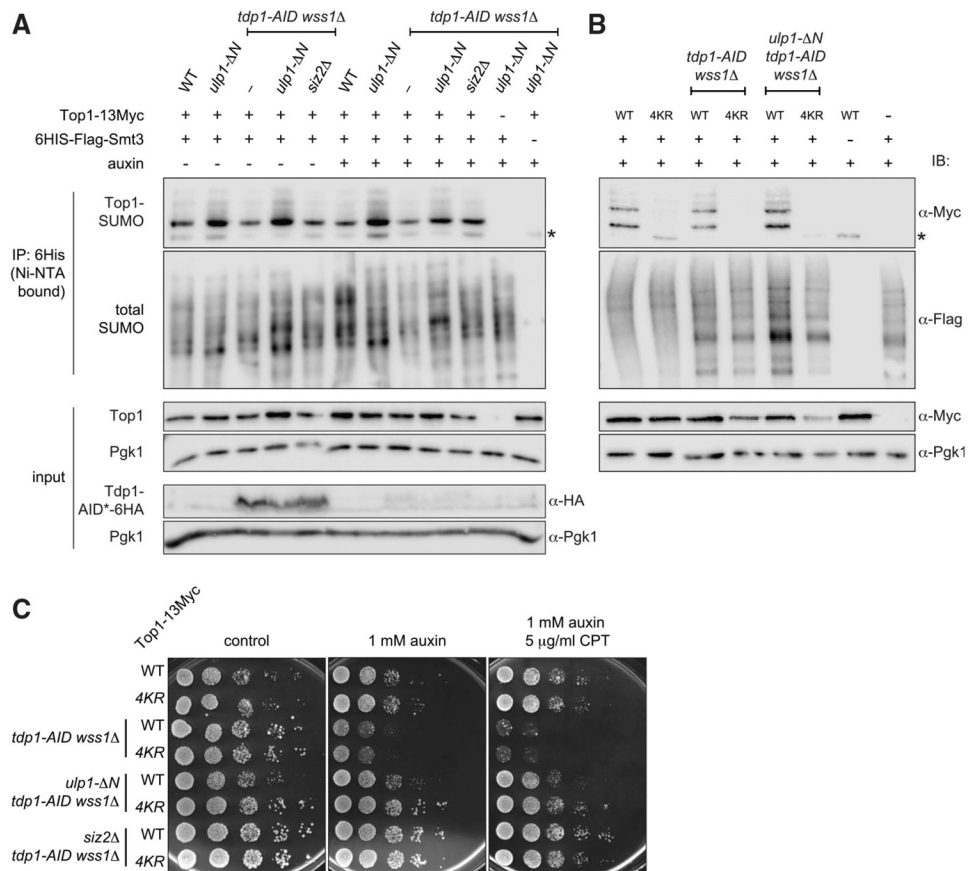 A
tdp1-AID wss1Δ
tdp1-AID wss1Δ
WT
ulp1-ΔN
–
ulp1-ΔN
siz2Δ
WT
ulp1-ΔN
–
ulp1-ΔN
siz2Δ
ulp1-ΔN
ulp1-ΔN
Top1-13Myc + + + + + + + + + + - +
6HIS-Flag-Smt3 + + + + + + + + + + + -
auxin - - - - - + + + + + + +
IP: 6His
(Ni-NTA
bound)
Top1-
SUMO
*
total
SUMO
input
Top1
Pgk1
Tdp1-
AID*-6HA
α-HA
Pgk1
α-Pgk1
B
tdp1-AID
wss1Δ
ulp1-ΔN
tdp1-AID
wss1Δ
WT 4KR WT 4KR WT 4KR WT -
+ + + + + + - +
+ + + + + + + +
IB:
α-Myc
*
α-Flag
α-Myc
α-Pgk1
C
Top1-13Myc
control
1 mM auxin
1 mM auxin
5 μg/ml CPT
WT
4KR
tdp1-AID wss1Δ
WT
4KR
ulp1-ΔN
tdp1-AID wss1Δ
WT
4KR
siz2Δ
tdp1-AID wss1Δ
WT
4KR